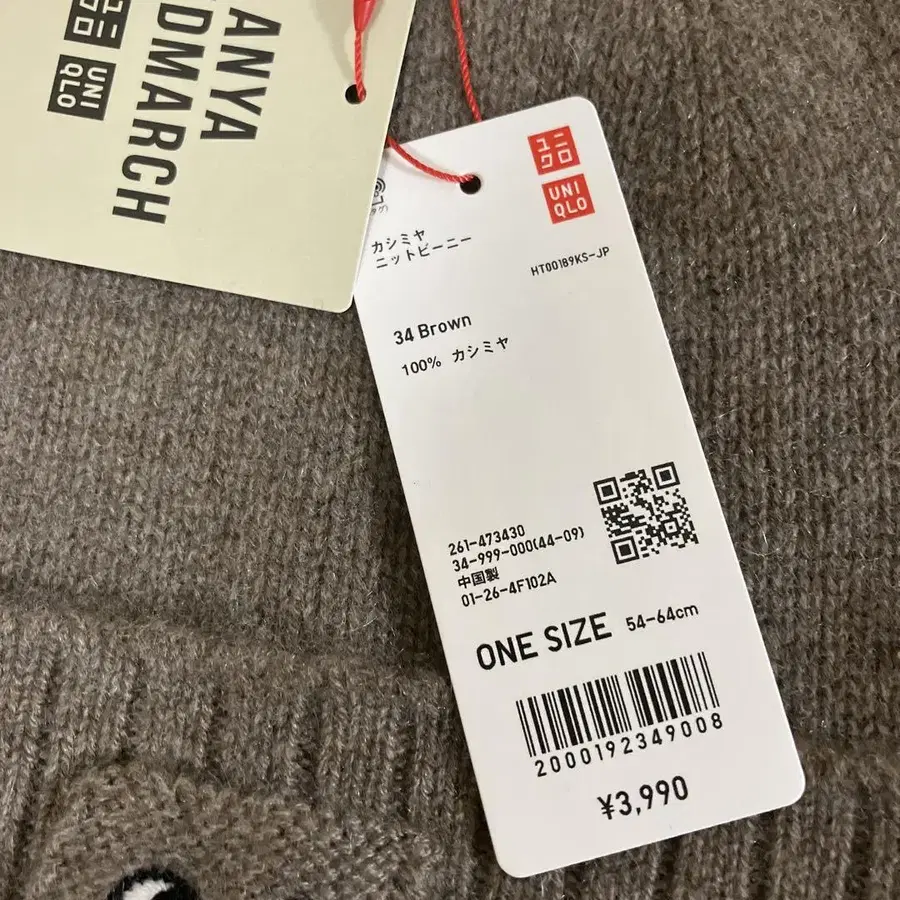 ANYA
NDMARCH
UNI
QLO
ユニ
クロ
UNI
QLO
カシミヤ
ニットビーニー
HT00189KS-JP
34 Brown
100% カシミヤ
261-473430
34-999-000(44-09)
中国製
01-26-4F102A
ONE SIZE 54-64cm
2000192349008
¥3,990